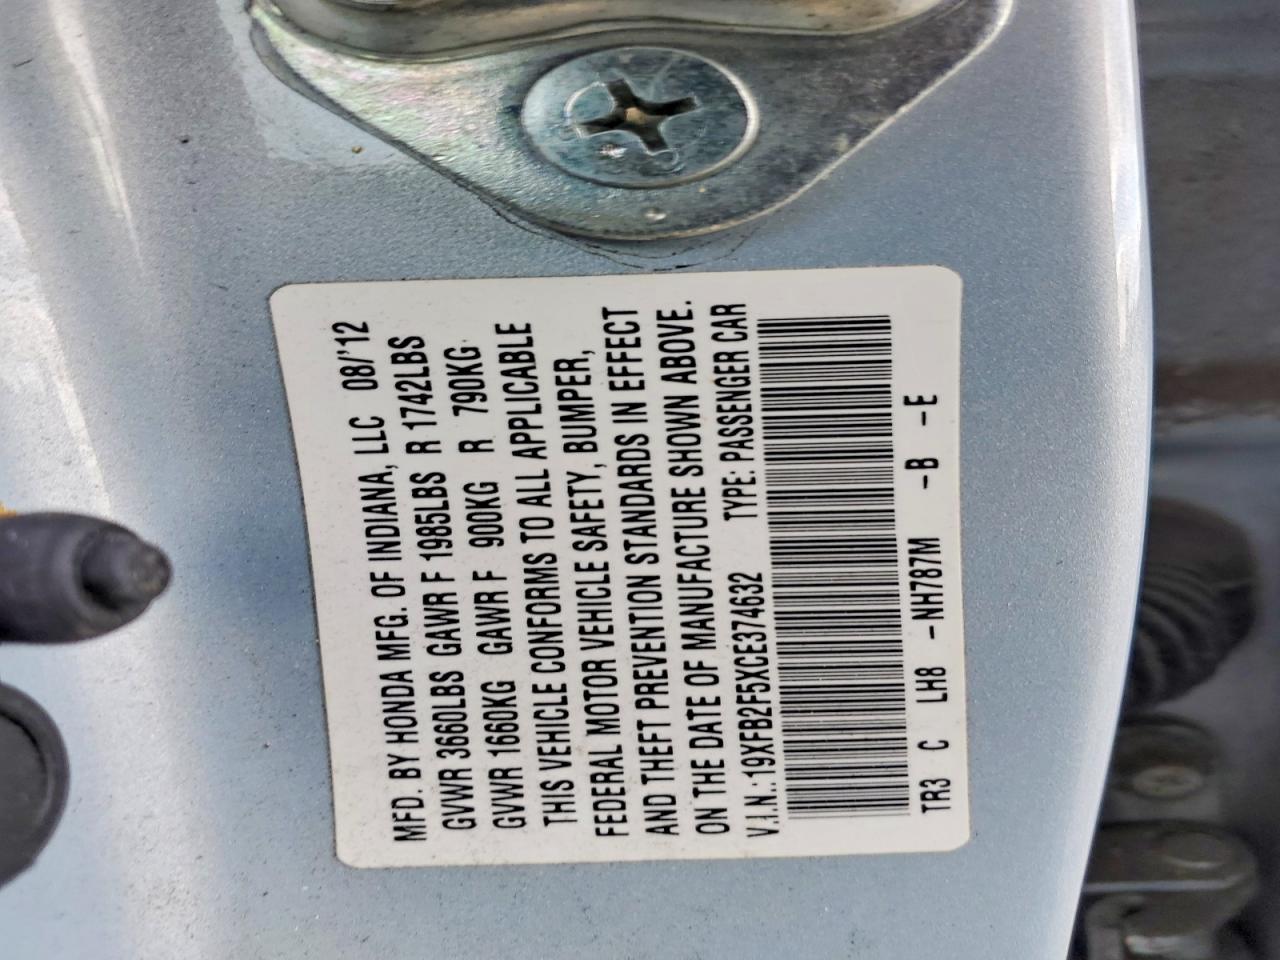 MFD. BY HONDA MFG. OF INDIANA, LLC 08/'12
GVWR 3660LBS GAWR F 1985LBS R 1742LBS
GVWR 1660KG GAWR F 900KG R 790KG
THIS VEHICLE CONFORMS TO ALL APPLICABLE
FEDERAL MOTOR VEHICLE SAFETY, BUMPER,
AND THEFT PREVENTION STANDARDS IN EFFECT
ON THE DATE OF MANUFACTURE SHOWN ABOVE.
V.I.N.: 19XFB2F5XCE374632 TYPE: PASSENGER CAR
TR3 C LH8 -NH787M -B -E